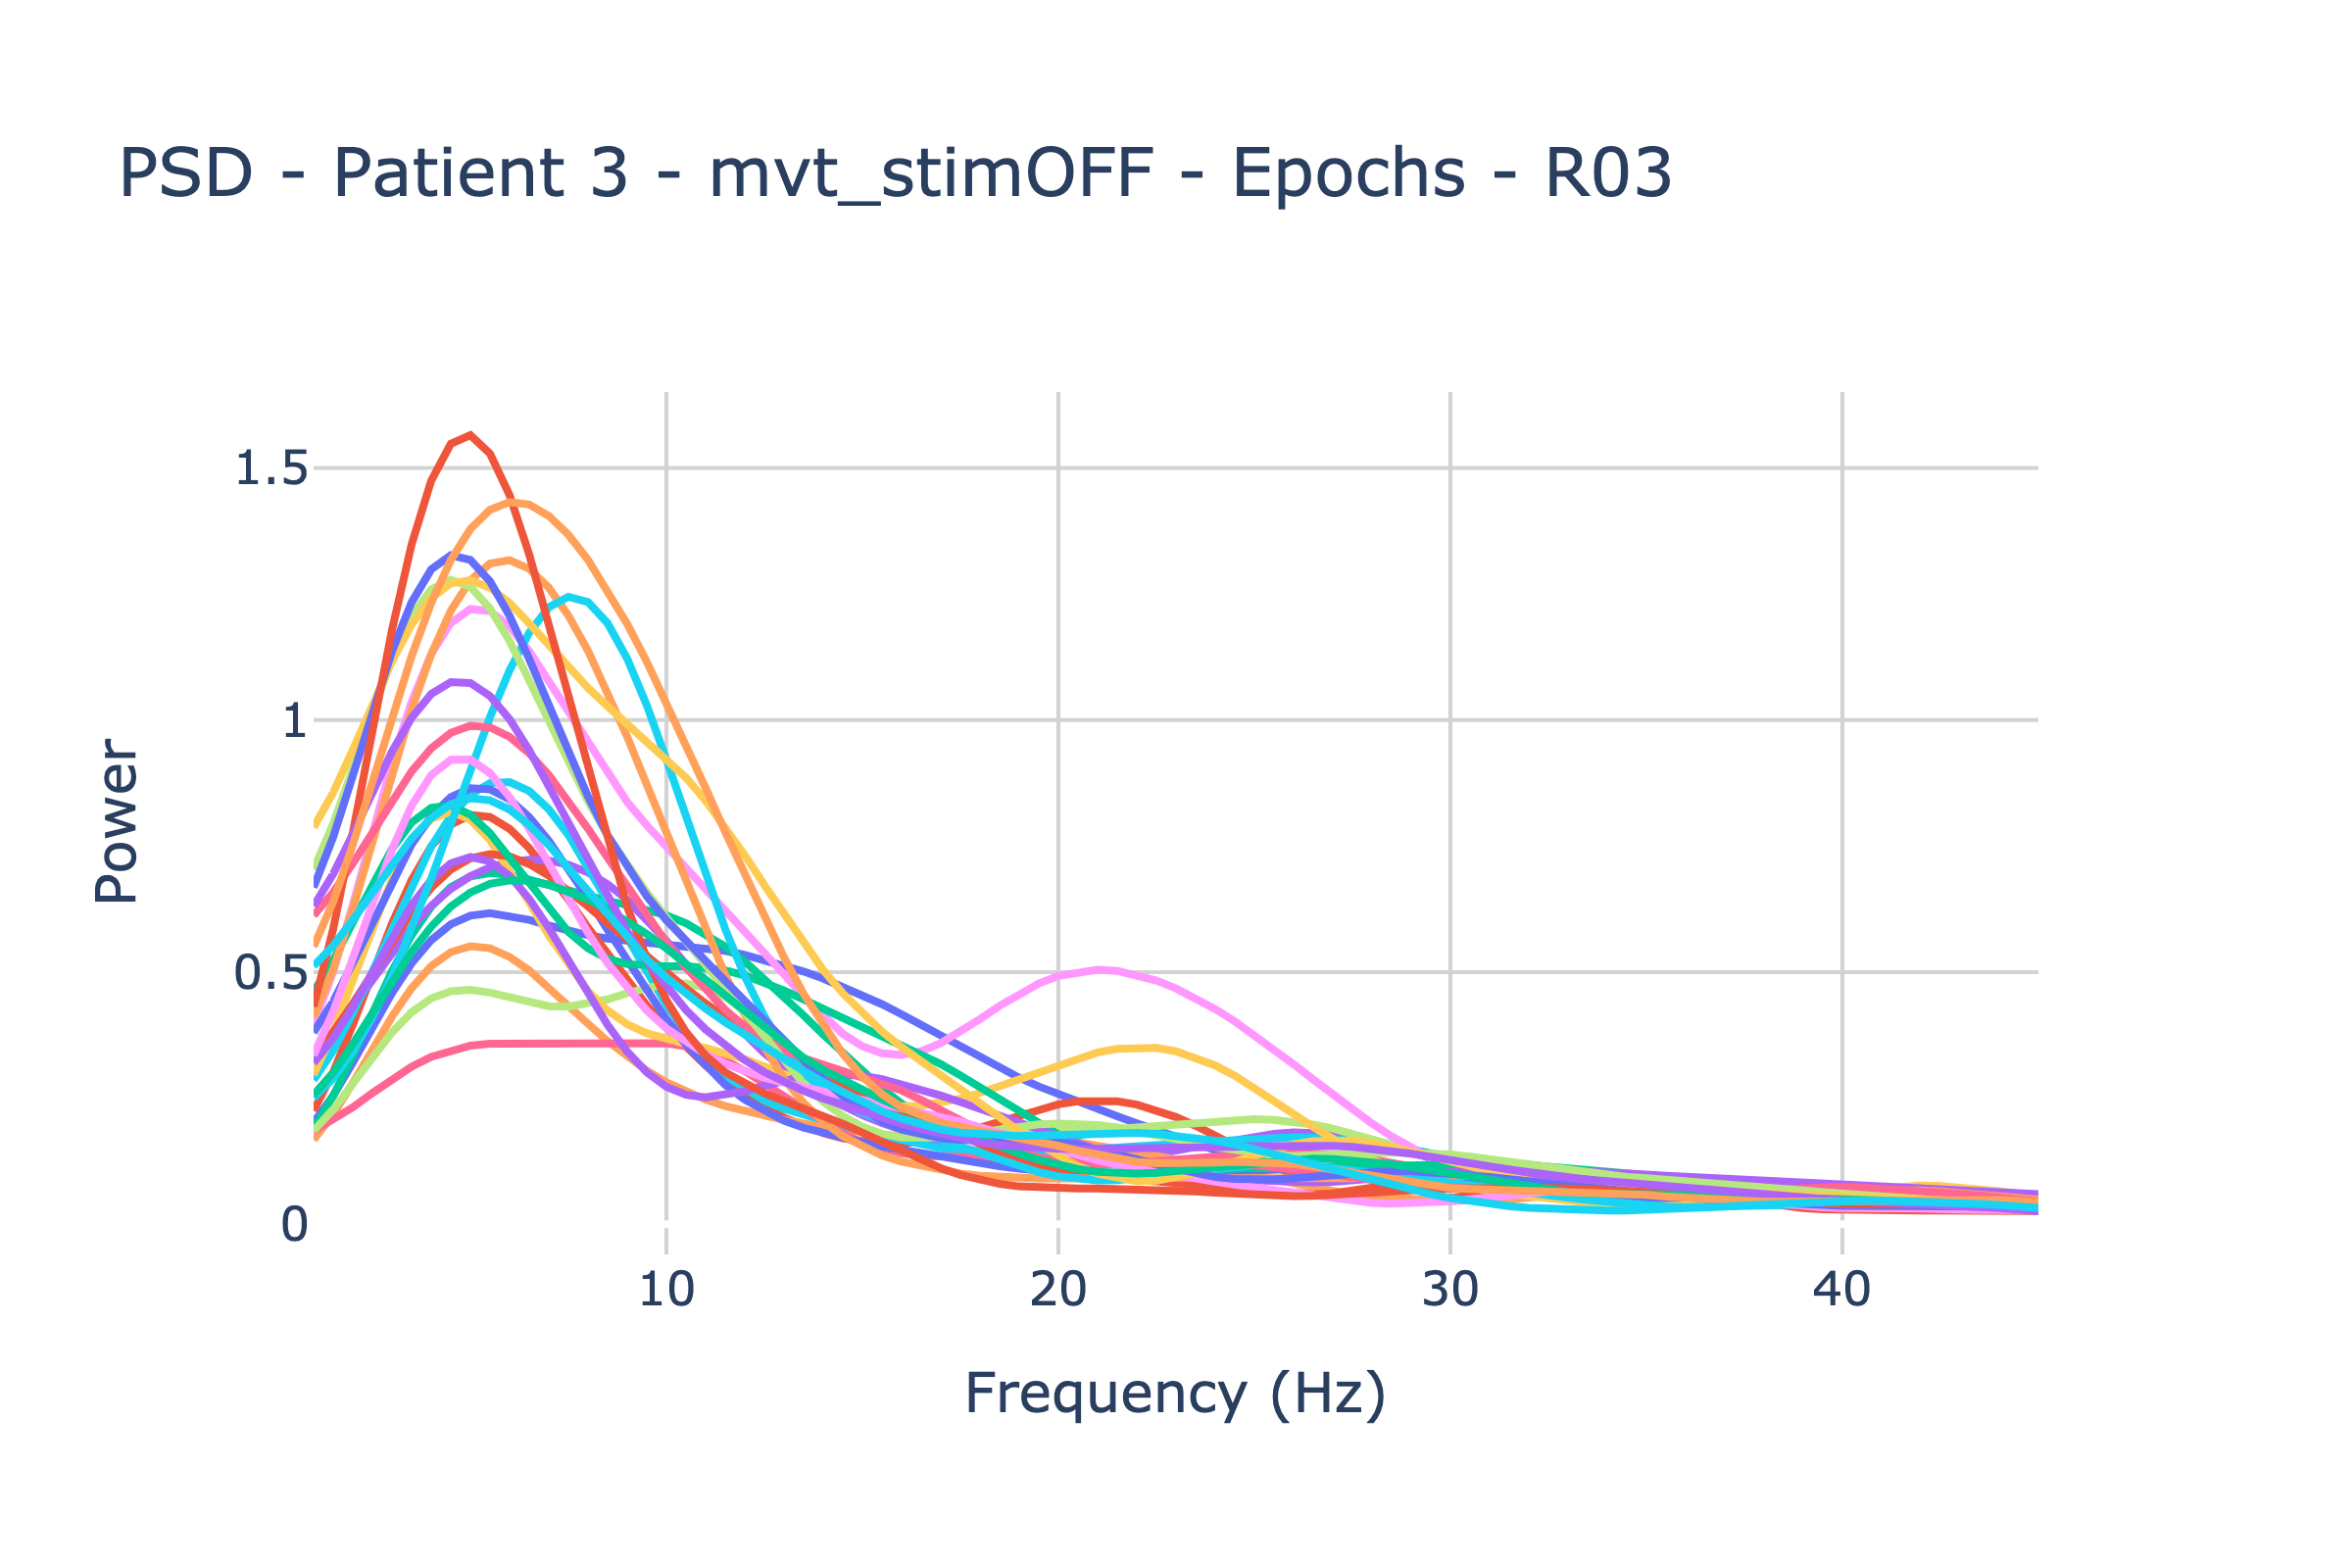 PSD - Patient 3 - mvt_stimOFF - Epochs - R03
1.5
1
0.5
0
Power
10 20 30 40
Frequency (Hz)